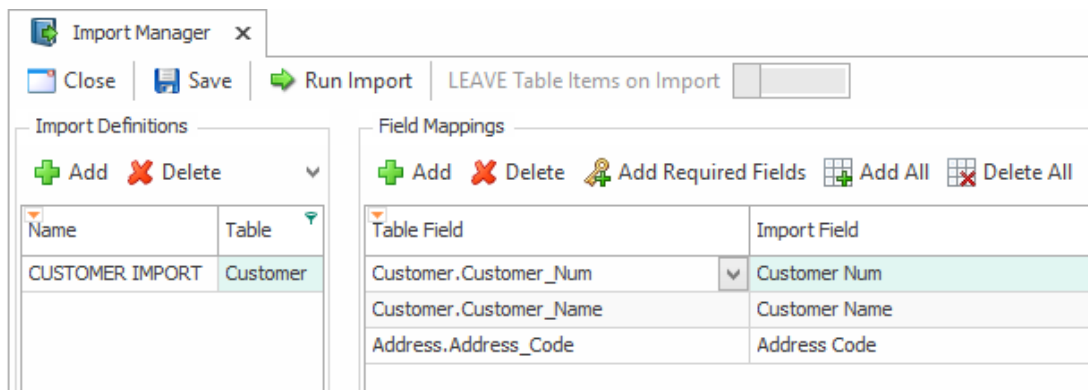 Import Manager
Close Save Run Import LEAVE Table Items on Import
Import Definitions Field Mappings
Add Delete Add Delete Add Required Fields Add All Delete All
Name Table Table Field Import Field
CUSTOMER IMPORT Customer Customer.Customer_Num Customer Num
Customer.Customer_Name Customer Name
Address.Address_Code Address Code